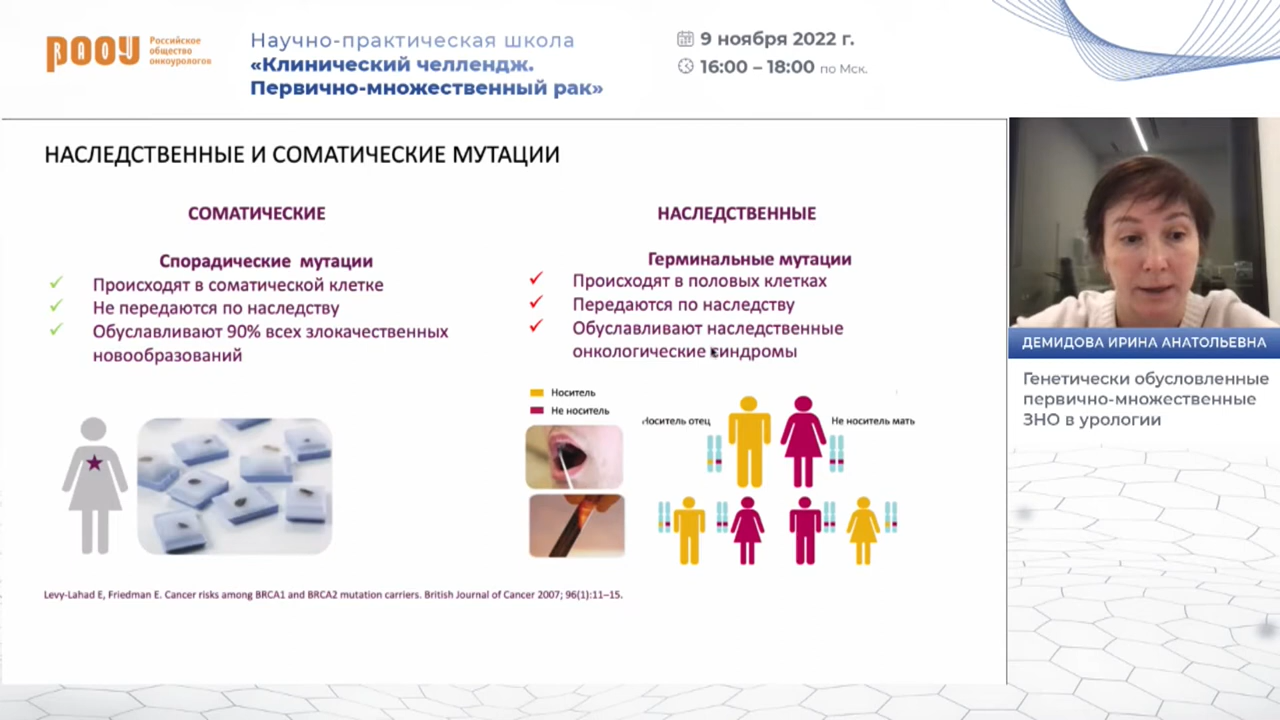 РАОУ
Российское
общество
онкоурологов
Научно-практическая школа
«Клинический челлендж.
Первично-множественный рак»
9 ноября 2022 г.
16:00 – 18:00 по Мск.
НАСЛЕДСТВЕННЫЕ И СОМАТИЧЕСКИЕ МУТАЦИИ
СОМАТИЧЕСКИЕ
Спорадические мутации
Происходят в соматической клетке
Не передаются по наследству
Обуславливают 90% всех злокачественных
новообразований
НАСЛЕДСТВЕННЫЕ
Герминальные мутации
Происходят в половых клетках
Передаются по наследству
Обуславливают наследственные
онкологические синдромы
Носитель
Не носитель
Носитель отец
Не носитель мать
Levy-Lahad E, Friedman E. Cancer risks among BRCA1 and BRCA2 mutation carriers. British Journal of Cancer 2007; 96(1):11–15.
ДЕМИДОВА ИРИНА АНАТОЛЬЕВНА
Генетически обусловленные
первично-множественные
ЗНО в урологии